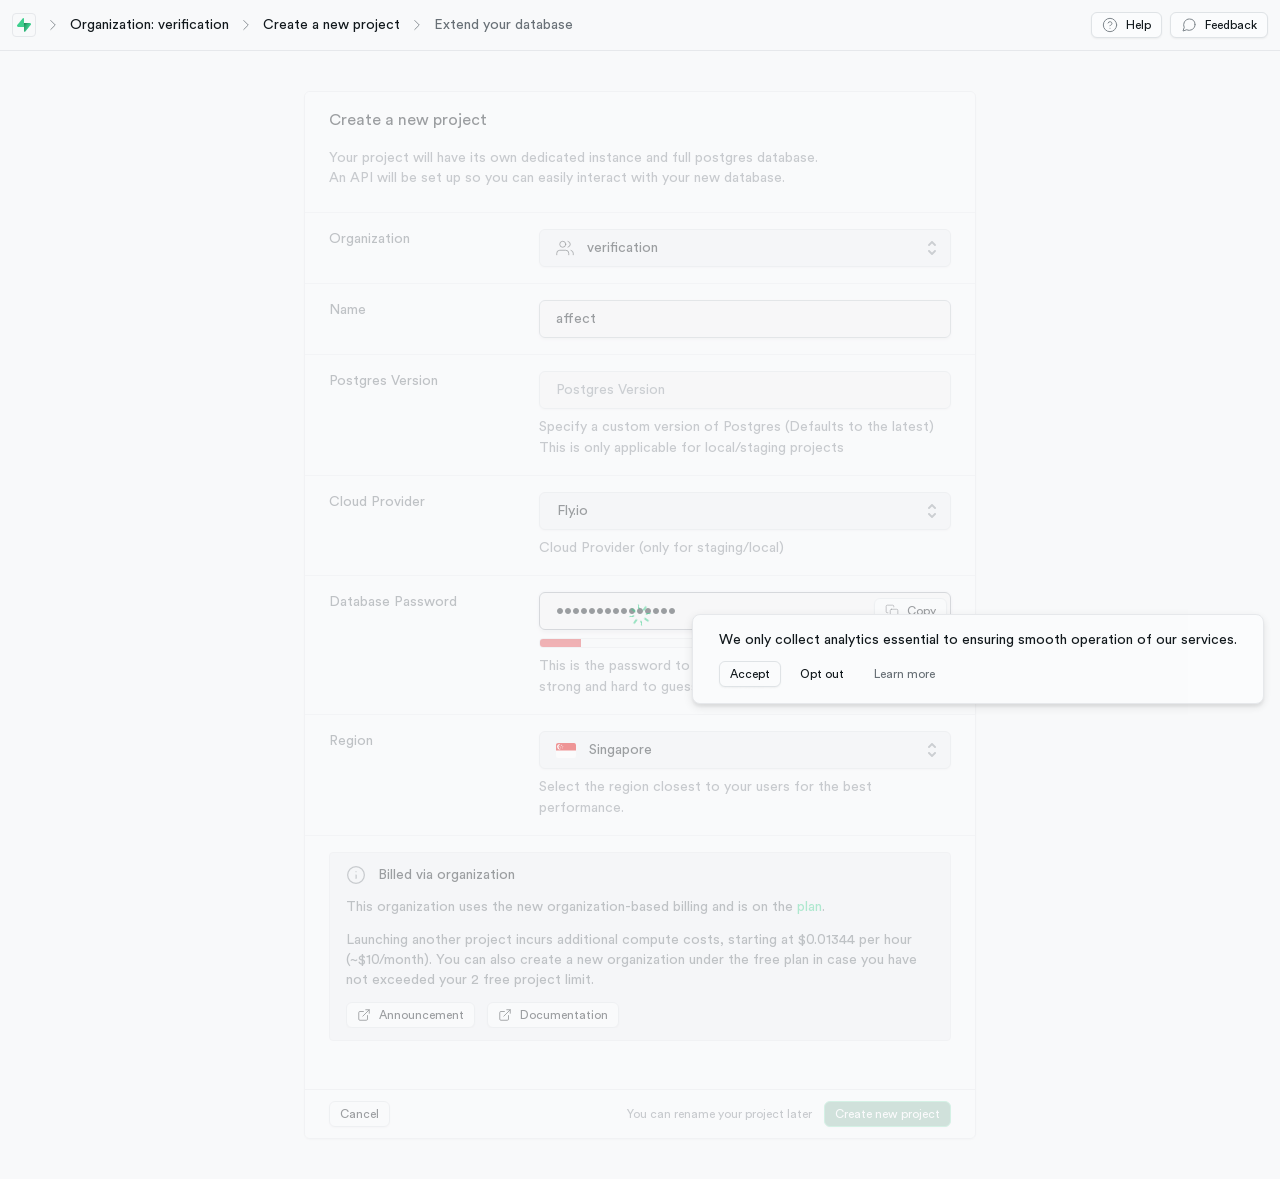 Organization: verification
Create a new project
Extend your database
Help
Feedback
Create a new project
Your project will have its own dedicated instance and full postgres database.
An API will be set up so you can easily interact with your new database.
Organization
verification
Name
affect
Postgres Version
Postgres Version
Specify a custom version of Postgres (Defaults to the latest)
This is only applicable for local/staging projects
Cloud Provider
Fly.io
Cloud Provider (only for staging/local)
Database Password
Copy
This is the password to
strong and hard to gues
We only collect analytics essential to ensuring smooth operation of our services.
Accept
Opt out
Learn more
Region
Singapore
Select the region closest to your users for the best
performance.
Billed via organization
This organization uses the new organization-based billing and is on the plan.
Launching another project incurs additional compute costs, starting at $0.01344 per hour
(~$10/month). You can also create a new organization under the free plan in case you have
not exceeded your 2 free project limit.
Announcement
Documentation
Cancel
You can rename your project later
Create new project